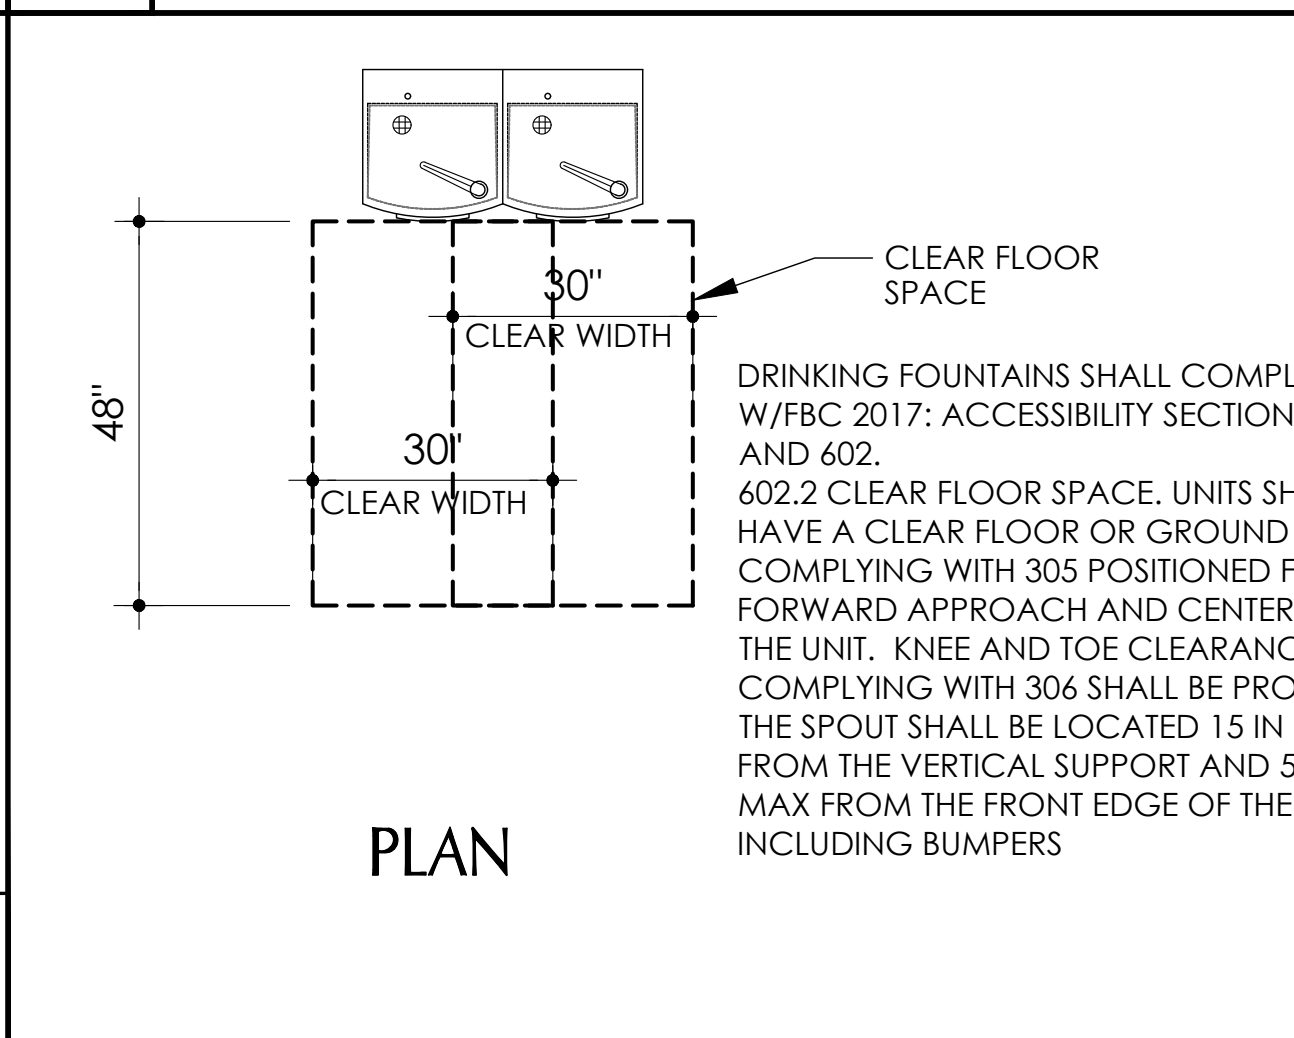 30"
CLEAR WIDTH
CLEAR FLOOR
SPACE
48"
30"
CLEAR WIDTH
DRINKING FOUNTAINS SHALL COMPL
W/FBC 2017: ACCESSIBILITY SECTION
AND 602.
602.2 CLEAR FLOOR SPACE. UNITS SH
HAVE A CLEAR FLOOR OR GROUND
COMPLYING WITH 305 POSITIONED F
FORWARD APPROACH AND CENTER
THE UNIT. KNEE AND TOE CLEARANC
COMPLYING WITH 306 SHALL BE PRO
THE SPOUT SHALL BE LOCATED 15 IN
FROM THE VERTICAL SUPPORT AND 5
MAX FROM THE FRONT EDGE OF THE
INCLUDING BUMPERS
PLAN